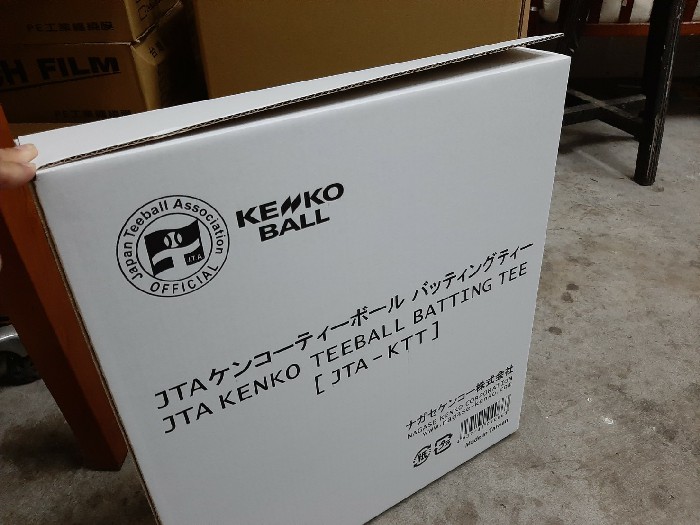 H FILM
Japan Teeball Association
JTA
OFFICIAL
KENKO
BALL
JTAケンコーティーボール バッティングティー
JTA KENKO TEEBALL BATTING TEE
[JTA-KTT]
ナガセケンコー株式会社
NAGASE KENKO CORPORATION
紙
Made in Taiwan